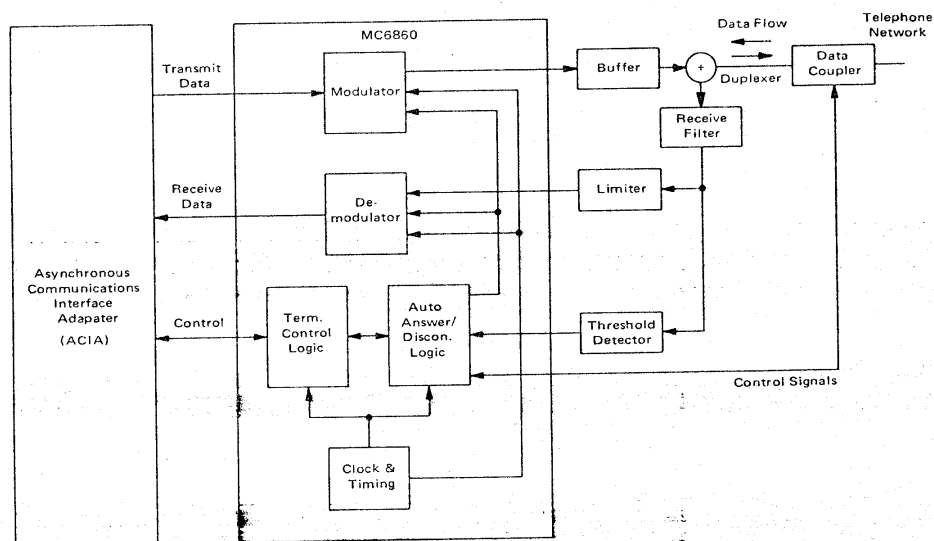 MC6860
Data Flow
Telephone
Network
Transmit
Data
Modulator
Buffer
+
Duplexer
Data
Coupler
Receive
Filter
Receive
Data
De-
modulator
Limiter
Asynchronous
Communications
Interface
Adapater
(ACIA)
Control
Term.
Control
Logic
Auto
Answer/
Discon.
Logic
Threshold
Detector
Control Signals
Clock &
Timing